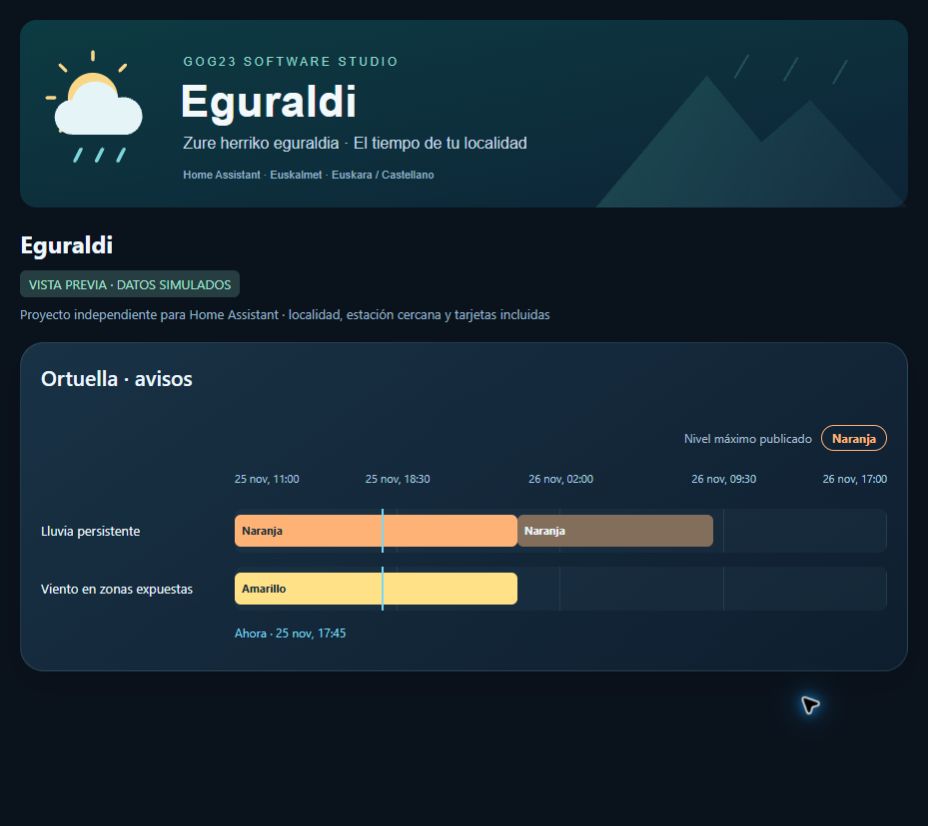 GOG23 SOFTWARE STUDIO
Eguraldi
Zure herriko eguraldia · El tiempo de tu localidad
Home Assistant · Euskalmet · Euskara / Castellano
Eguraldi
VISTA PREVIA · DATOS SIMULADOS
Proyecto independiente para Home Assistant · localidad, estación cercana y tarjetas incluidas
Ortuella · avisos
Nivel máximo publicado Naranja
25 nov, 11:00 25 nov, 18:30 26 nov, 02:00 26 nov, 09:30 26 nov, 17:00
Lluvia persistente Naranja Naranja
Viento en zonas expuestas Amarillo
Ahora · 25 nov, 17:45